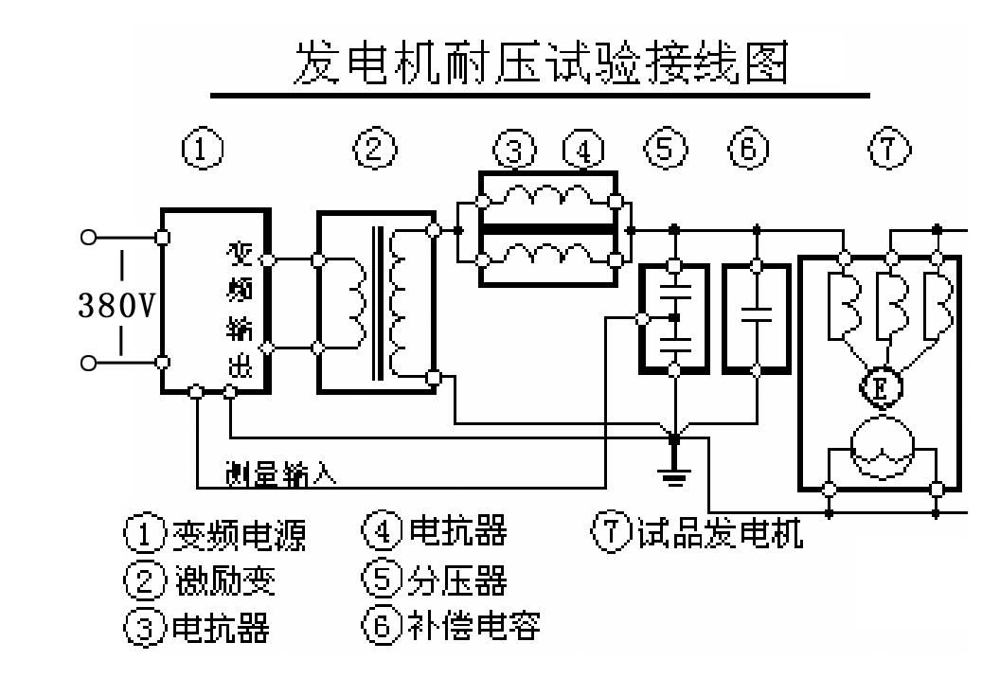 发电机耐压试验接线图
① ② ③ ④ ⑤ ⑥ ⑦
380V
变频输出
E
测量输入
①变频电源
②激励变
③电抗器
④电抗器
⑤分压器
⑥补偿电容
⑦试品发电机